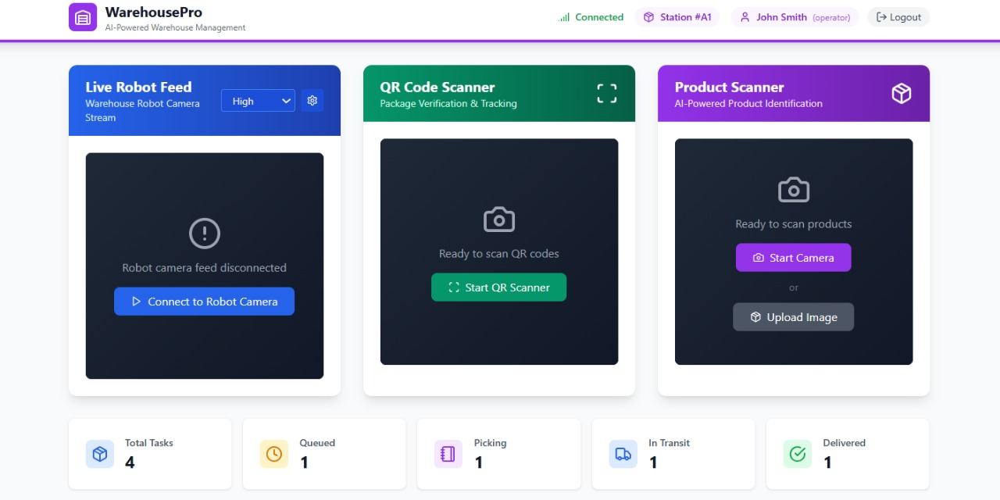 WarehousePro
AI-Powered Warehouse Management
Connected
Station #A1
John Smith (operator)
Logout
Live Robot Feed
Warehouse Robot Camera
Stream
High
QR Code Scanner
Package Verification & Tracking
Product Scanner
AI-Powered Product Identification
Robot camera feed disconnected
Connect to Robot Camera
Ready to scan QR codes
Start QR Scanner
Ready to scan products
Start Camera
or
Upload Image
Total Tasks
4
Queued
1
Picking
1
In Transit
1
Delivered
1